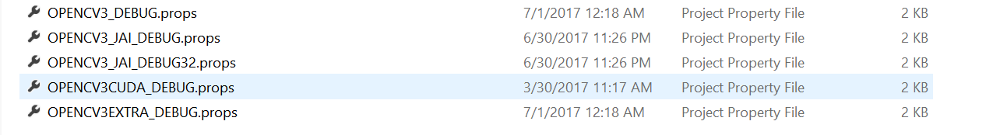 OPENCV3_DEBUG.props 7/1/2017 12:18 AM Project Property File 2 KB
OPENCV3_JAI_DEBUG.props 6/30/2017 11:26 PM Project Property File 2 KB
OPENCV3_JAI_DEBUG32.props 6/30/2017 11:26 PM Project Property File 2 KB
OPENCV3CUDA_DEBUG.props 3/30/2017 11:17 AM Project Property File 2 KB
OPENCV3EXTRA_DEBUG.props 7/1/2017 12:18 AM Project Property File 2 KB